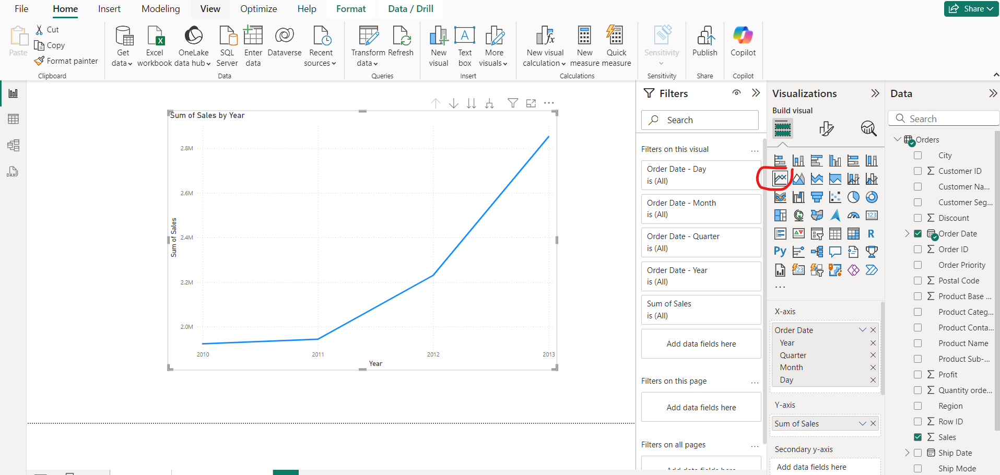 File Home Insert Modeling View Optimize Help Format Data / Drill Share
Paste
Cut
Copy
Format painter
Clipboard
Get data
Excel workbook
OneLake data hub
SQL Server
Enter data
Dataverse
Recent sources
Data
Transform data
Refresh
Queries
New visual
A
Text box
More visuals
Insert
New visual calculation
New measure
Quick measure
Calculations
Sensitivity
Sensitivity
Publish
Share
Copilot
Copilot
DAX
Sum of Sales by Year
2.8M
2.6M
2.4M
2.2M
2.0M
Sum of Sales
2010 2011 2012 2013
Year
Filters
Search
Filters on this visual ...
Order Date - Day
is (All)
Order Date - Month
is (All)
Order Date - Quarter
is (All)
Order Date - Year
is (All)
Sum of Sales
is (All)
Add data fields here
Filters on this page ...
Add data fields here
Filters on all pages ...
Add data fields here
Visualizations
Build visual
123
R
Py
123
...
X-axis
Order Date
Year
Quarter
Month
Day
Y-axis
Sum of Sales
Secondary y-axis
Add data fields here
Data
Search
Orders
City
Customer ID
Customer Na...
Customer Seg...
Discount
Order Date
Order ID
Order Priority
Postal Code
Product Base ...
Product Categ...
Product Conta...
Product Name
Product Sub-...
Profit
Quantity orde...
Region
Row ID
Sales
Ship Date
Ship Mode